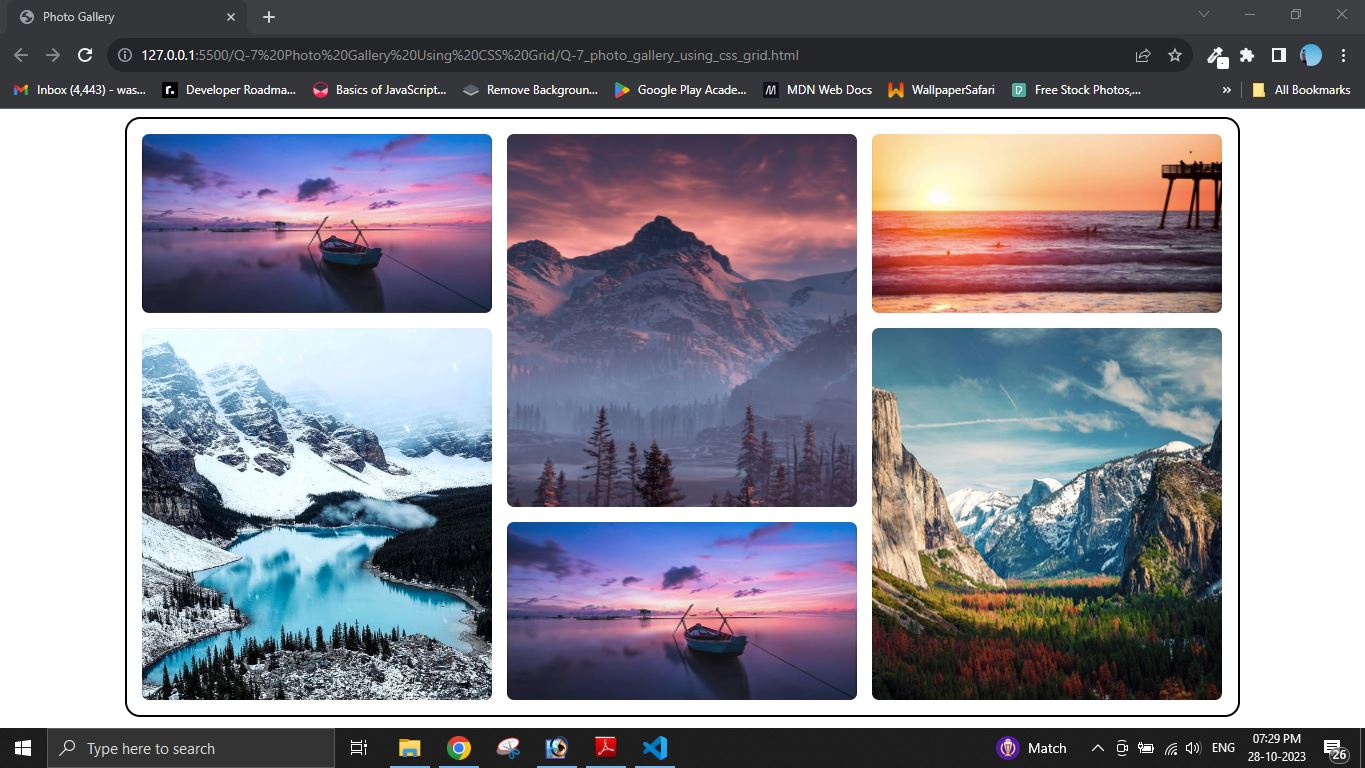 Photo Gallery
127.0.0.1:5500/Q-7%20Photo%20Gallery%20Using%20CSS%20Grid/Q-7_photo_gallery_using_css_grid.html
Inbox (4,443) - was... Developer Roadma... Basics of JavaScript... Remove Backgroun... Google Play Acade... MDN Web Docs WallpaperSafari Free Stock Photos,... » All Bookmarks
Type here to search Match ENG 07:29 PM
28-10-2023 26